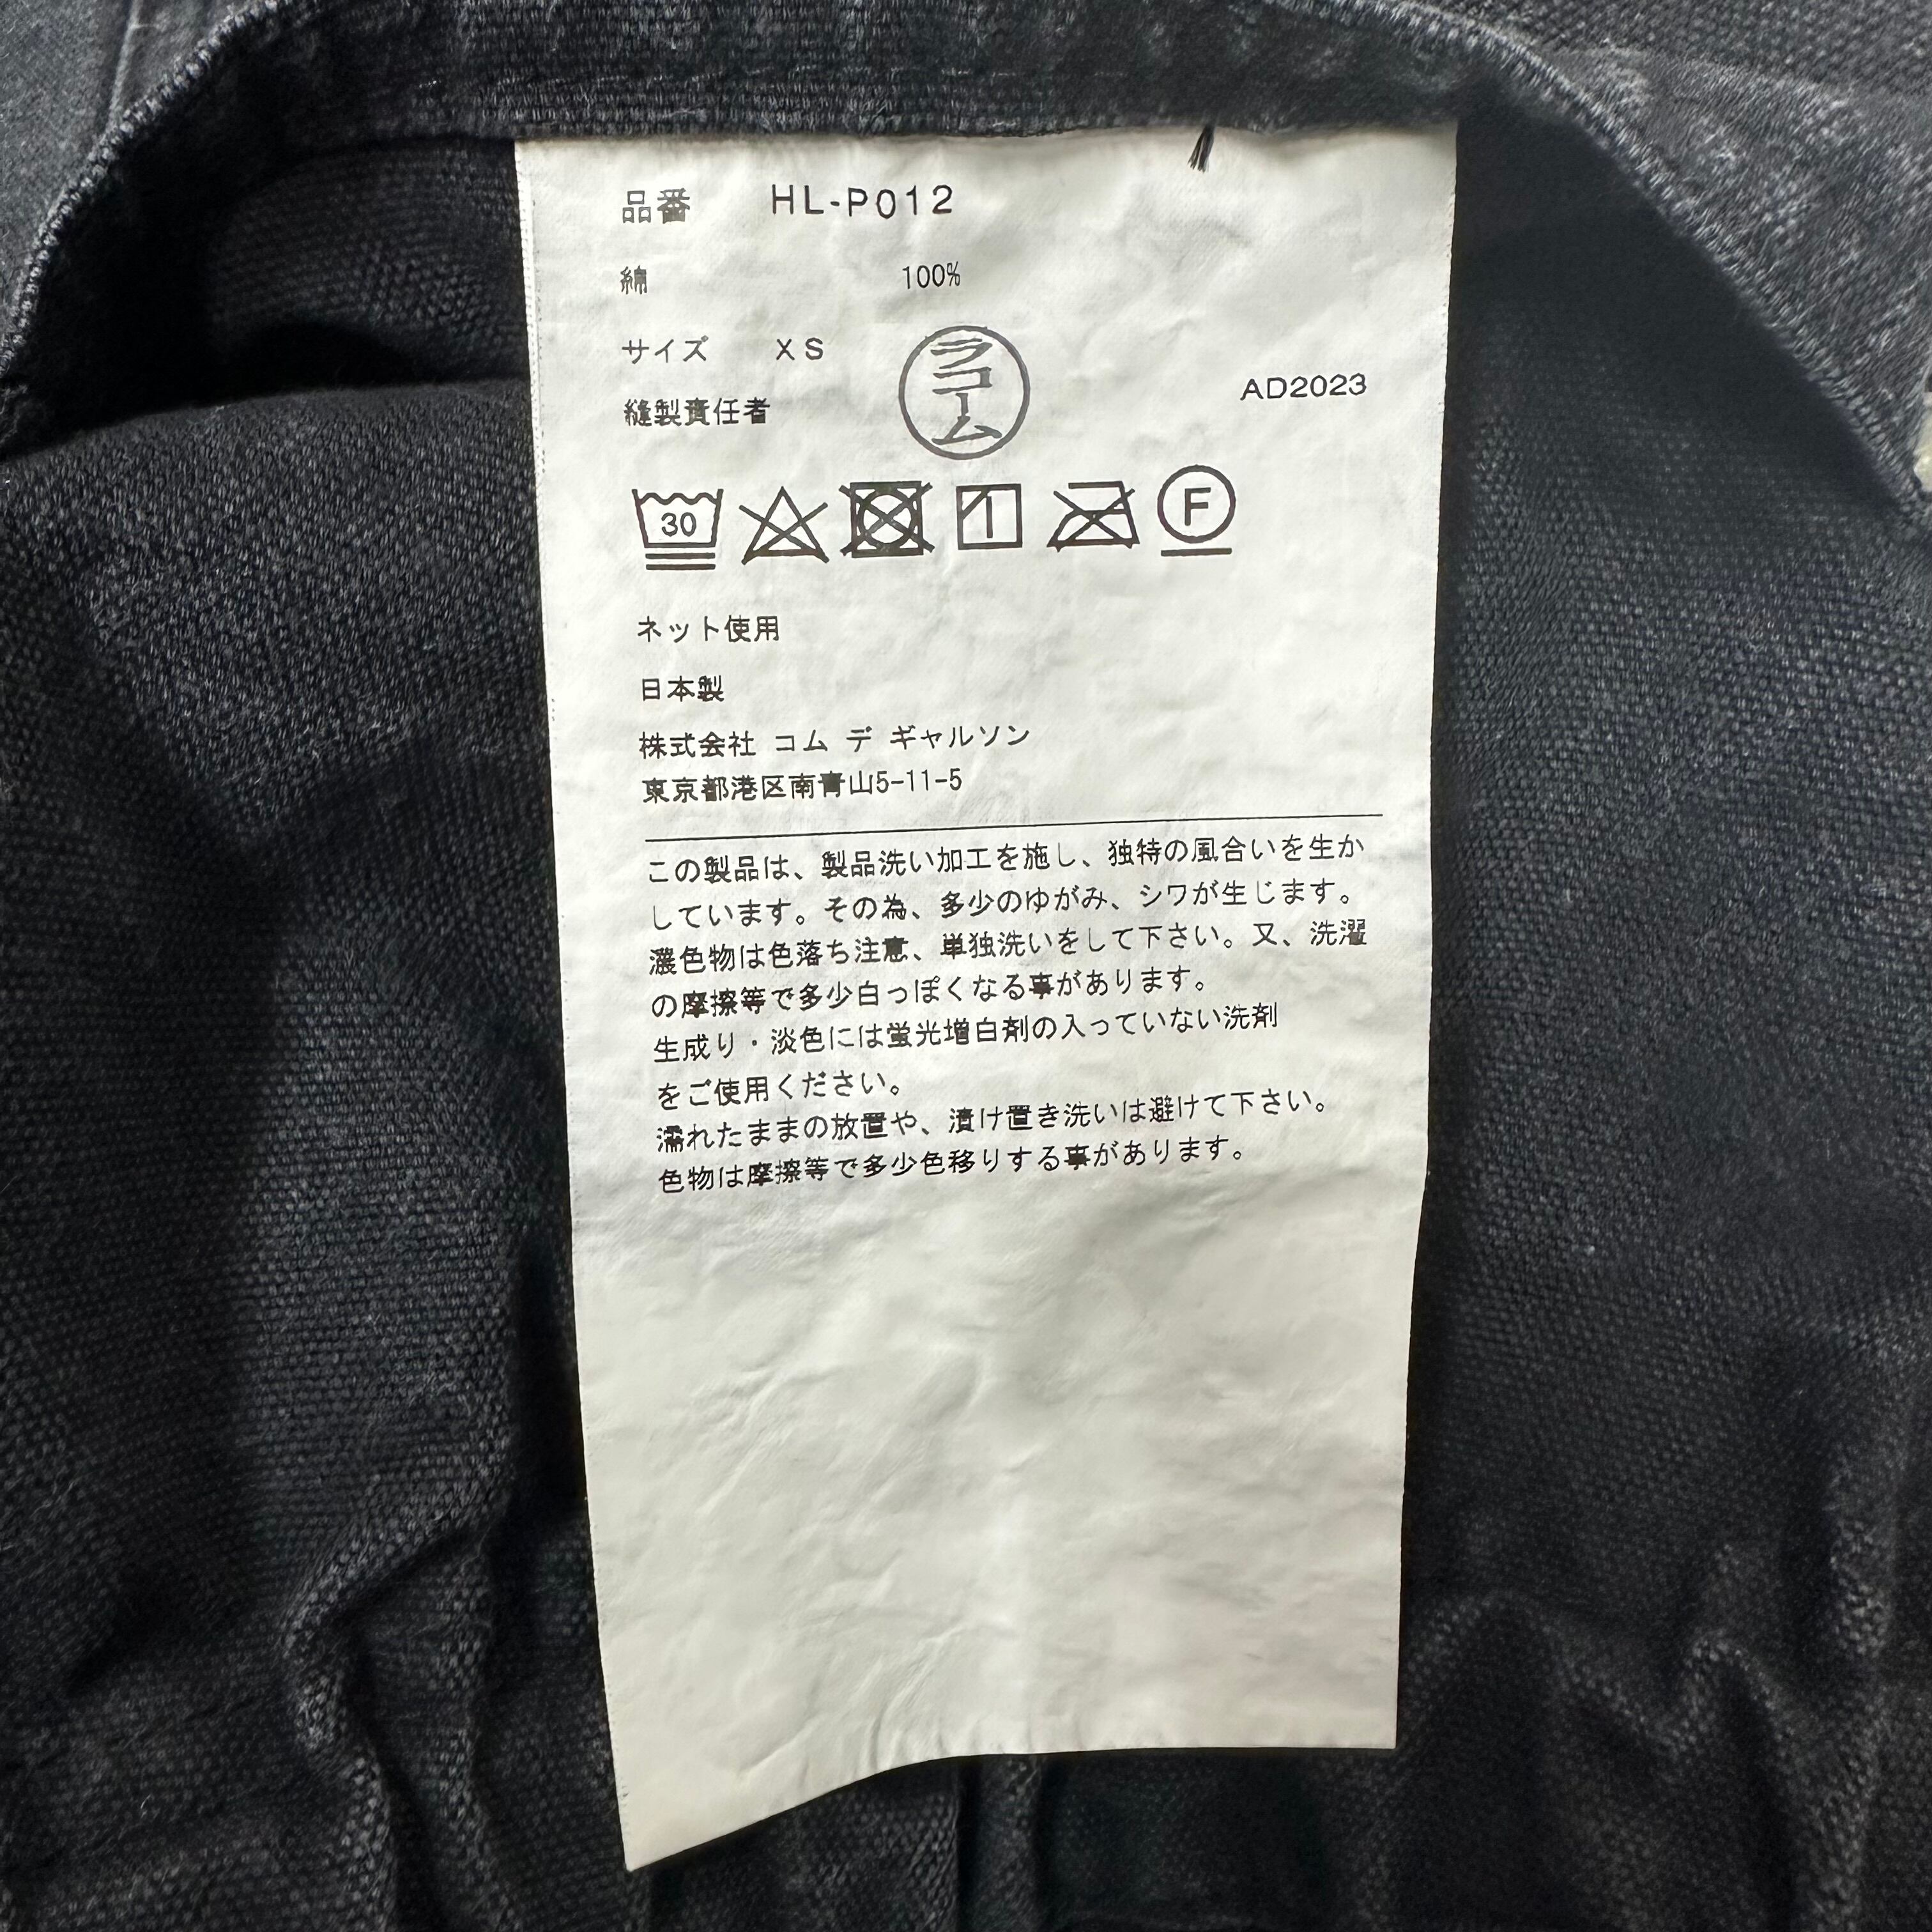 品番 HL-P012
綿 100%
サイズ XS
縫製責任者 ラコーム AD2023
30 F
ネット使用
日本製
株式会社 コム デ ギャルソン
東京都港区南青山5-11-5
この製品は、製品洗い加工を施し、独特の風合いを生か
しています。その為、多少のゆがみ、シワが生じます。
濃色物は色落ち注意、単独洗いをして下さい。又、洗濯
の摩擦等で多少白っぽくなる事があります。
生成り・淡色には蛍光増白剤の入っていない洗剤
をご使用ください。
濡れたままの放置や、漬け置き洗いは避けて下さい。
色物は摩擦等で多少色移りする事があります。